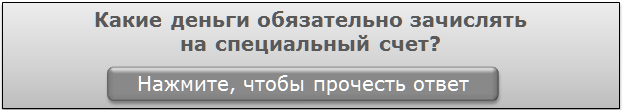 Какие деньги обязательно зачислять
на специальный счет?
Нажмите, чтобы прочесть ответ